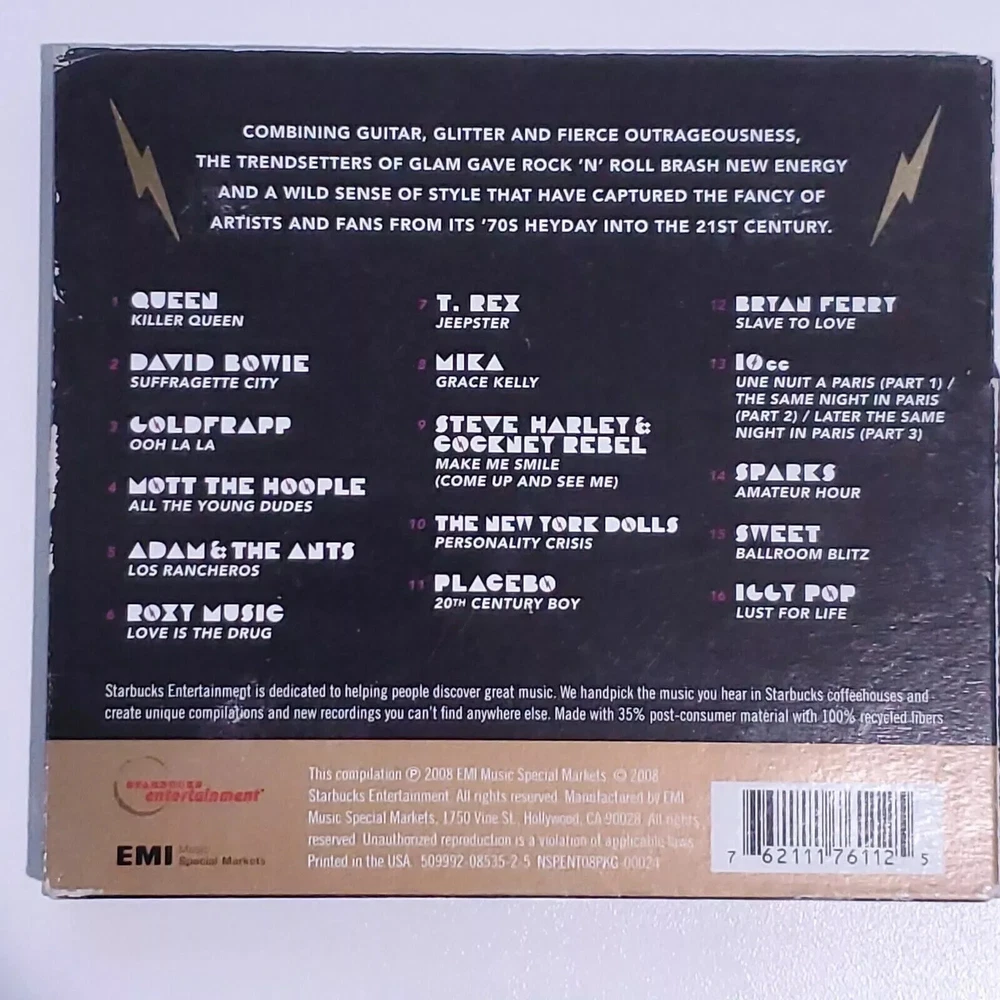 COMBINING GUITAR, GLITTER AND FIERCE OUTRAGEOUSNESS,
THE TRENDSETTERS OF GLAM GAVE ROCK 'N' ROLL BRASH NEW ENERGY
AND A WILD SENSE OF STYLE THAT HAVE CAPTURED THE FANCY OF
ARTISTS AND FANS FROM ITS '70S HEYDAY INTO THE 21ST CENTURY.
1 QUEEN
KILLER QUEEN
2 DAVID BOWIE
SUFFRAGETTE CITY
3 GOLDFRAPP
OOH LA LA
4 MOTT THE HOOPLE
ALL THE YOUNG DUDES
5 ADAM & THE ANTS
LOS RANCHEROS
6 ROXY MUSIC
LOVE IS THE DRUG
7 T. REX
JEEPSTER
8 MIKA
GRACE KELLY
9 STEVE HARLEY &
COCKNEY REBEL
MAKE ME SMILE
(COME UP AND SEE ME)
10 THE NEW YORK DOLLS
PERSONALITY CRISIS
11 PLACEBO
20TH CENTURY BOY
12 BRYAN FERRY
SLAVE TO LOVE
13 10cc
UNE NUIT A PARIS (PART 1) /
THE SAME NIGHT IN PARIS
(PART 2) / LATER THE SAME
NIGHT IN PARIS (PART 3)
14 SPARKS
AMATEUR HOUR
15 SWEET
BALLROOM BLITZ
16 IGGY POP
LUST FOR LIFE
Starbucks Entertainment is dedicated to helping people discover great music. We handpick the music you hear in Starbucks coffeehouses and
create unique compilations and new recordings you can't find anywhere else. Made with 35% post-consumer material with 100% recycled fibers
STARBUCKS
entertainment
EMI Music
Special Markets
This compilation ℗ 2008 EMI Music Special Markets. © 2008
Starbucks Entertainment. All rights reserved. Manufactured by EMI
Music Special Markets, 1750 Vine St. Hollywood, CA 90028. All rights
reserved. Unauthorized reproduction is a violation of applicable laws.
Printed in the USA. 509992-08535-2-5 NSPENT08PKG-00024
7 62111 76112 5